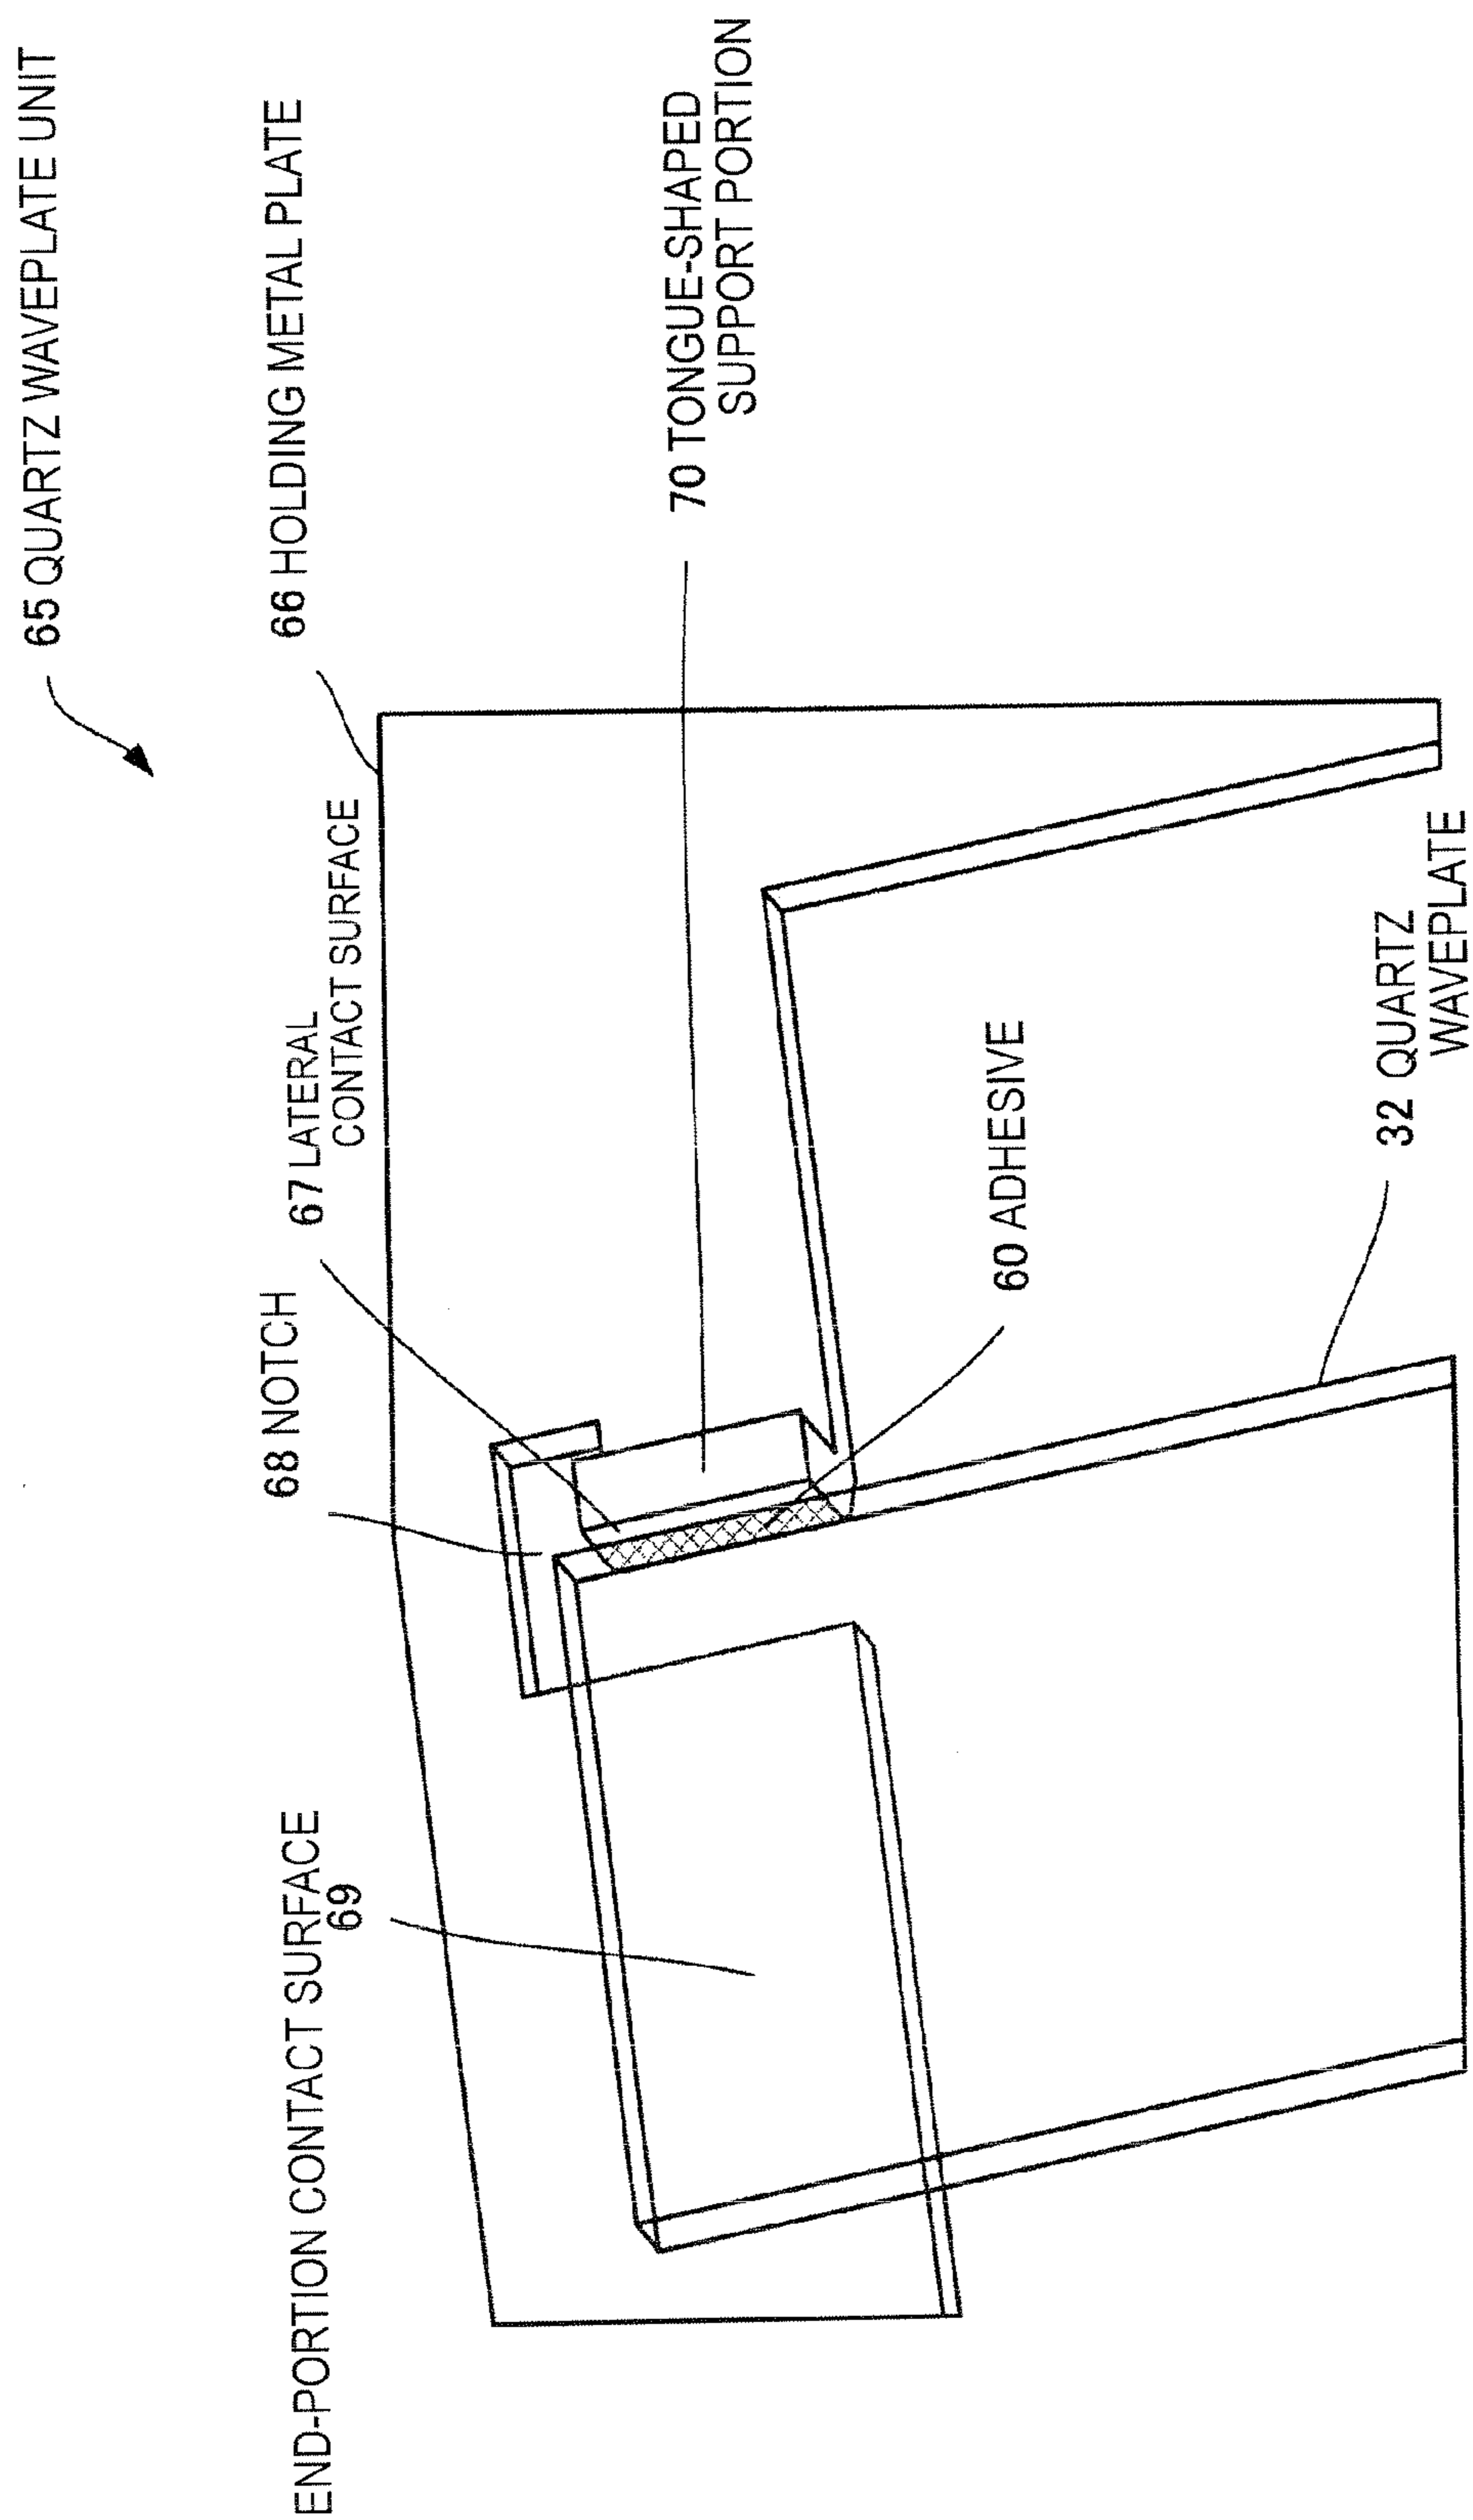 65 QUARTZ WAVEPLATE UNIT
66 HOLDING METAL PLATE
67 LATERAL
CONTACT SURFACE
68 NOTCH
END-PORTION CONTACT SURFACE
69
70 TONGUE-SHAPED
SUPPORT PORTION
60 ADHESIVE
32 QUARTZ
WAVEPLATE